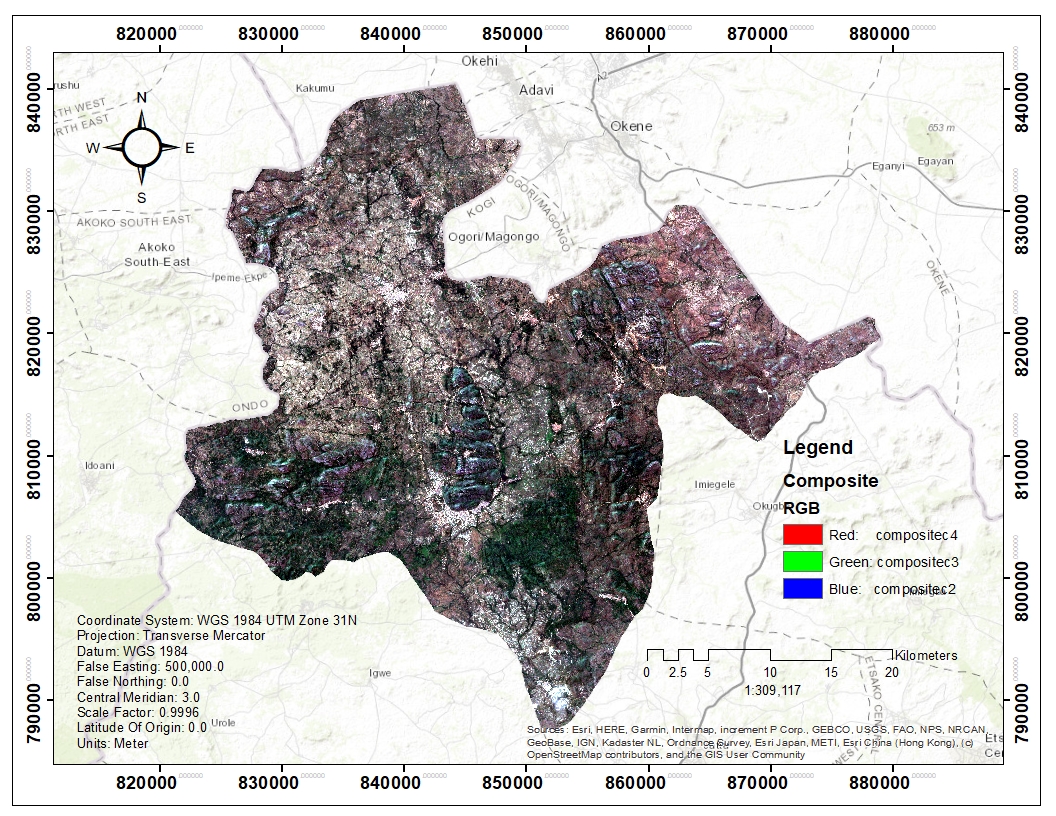 820000 830000 840000 850000 860000 870000 880000
840000
830000
820000
810000
800000
790000
840000
830000
820000
810000
800000
790000
N
W E
S
Okehi
Kakumu
Adavi
A2
Okene
653 m
Eganyi
Egayan
KOGI
OGORI/MAGONGO
Ogori/Magongo
AKOKO SOUTH EAST
Akoko
South-East
Ipeme-Ekpe
OKENE
ONDO
Idoani
Imiegele
Igwe
Urole
ETSAKO CENTRAL
Legend
Composite
RGB
Red: compositec4
Green: compositec3
Blue: compositec2
Coordinate System: WGS 1984 UTM Zone 31N
Projection: Transverse Mercator
Datum: WGS 1984
False Easting: 500,000.0
False Northing: 0.0
Central Meridian: 3.0
Scale Factor: 0.9996
Latitude Of Origin: 0.0
Units: Meter
0 2.5 5 10 15 20
Kilometers
1:309,117
Sources: Esri, HERE, Garmin, Intermap, increment P Corp., GEBCO, USGS, FAO, NPS, NRCAN,
GeoBase, IGN, Kadaster NL, Ordnance Survey, Esri Japan, METI, Esri China (Hong Kong), (c)
OpenStreetMap contributors, and the GIS User Community
820000 830000 840000 850000 860000 870000 880000